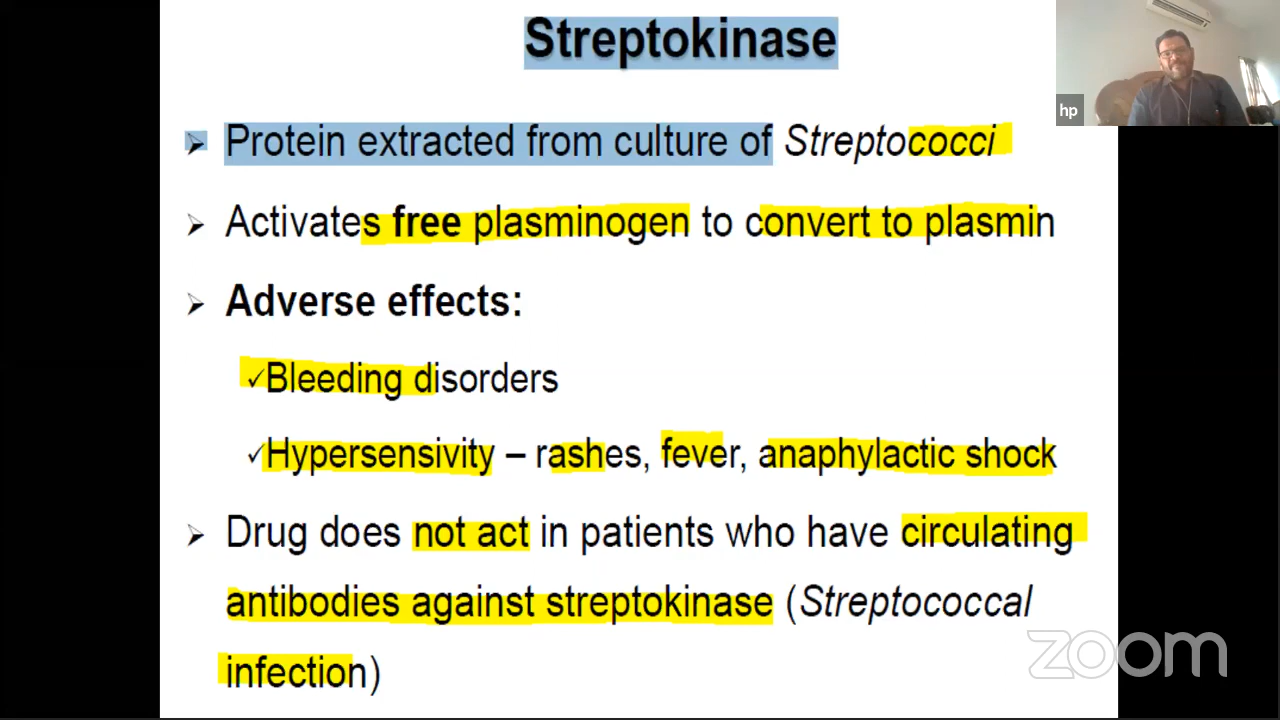 Streptokinase
hp
➢ Protein extracted from culture of Streptococci
➢ Activates free plasminogen to convert to plasmin
➢ Adverse effects:
✓Bleeding disorders
✓Hypersensivity – rashes, fever, anaphylactic shock
➢ Drug does not act in patients who have circulating
antibodies against streptokinase (Streptococcal
infection)
zoom